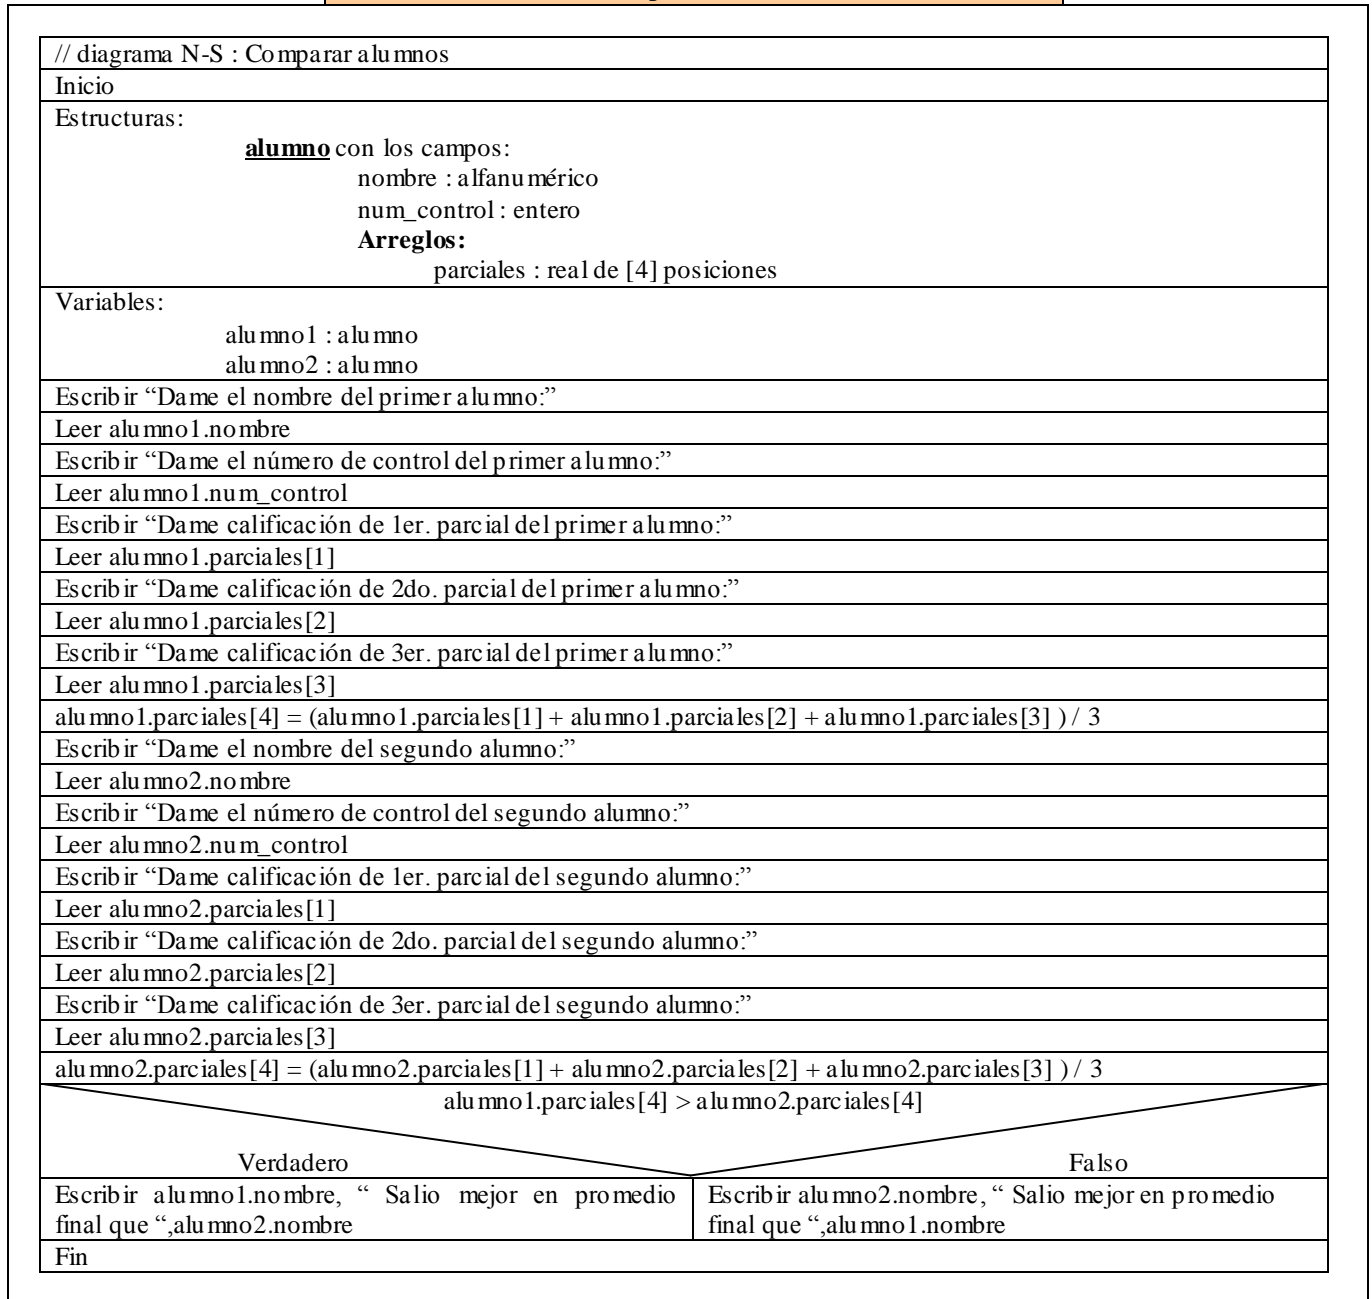 // diagrama N-S : Comparar alumnos
Inicio
Estructuras:
alumno con los campos:
nombre : alfanumérico
num_control : entero
Arreglos:
parciales : real de [4] posiciones
Variables:
alumno1 : alumno
alumno2 : alumno
Escribir “Dame el nombre del primer alumno:”
Leer alumno1.nombre
Escribir “Dame el número de control del primer alumno:”
Leer alumno1.num_control
Escribir “Dame calificación de 1er. parcial del primer alumno:”
Leer alumno1.parciales[1]
Escribir “Dame calificación de 2do. parcial del primer alumno:”
Leer alumno1.parciales[2]
Escribir “Dame calificación de 3er. parcial del primer alumno:”
Leer alumno1.parciales[3]
alumno1.parciales[4] = (alumno1.parciales[1] + alumno1.parciales[2] + alumno1.parciales[3] ) / 3
Escribir “Dame el nombre del segundo alumno:”
Leer alumno2.nombre
Escribir “Dame el número de control del segundo alumno:”
Leer alumno2.num_control
Escribir “Dame calificación de 1er. parcial del segundo alumno:”
Leer alumno2.parciales[1]
Escribir “Dame calificación de 2do. parcial del segundo alumno:”
Leer alumno2.parciales[2]
Escribir “Dame calificación de 3er. parcial del segundo alumno:”
Leer alumno2.parciales[3]
alumno2.parciales[4] = (alumno2.parciales[1] + alumno2.parciales[2] + alumno2.parciales[3] ) / 3
alumno1.parciales[4] > alumno2.parciales[4]
Verdadero
Falso
Escribir alumno1.nombre, “ Salio mejor en promedio
final que “,alumno2.nombre
Escribir alumno2.nombre, “ Salio mejor en promedio
final que “,alumno1.nombre
Fin